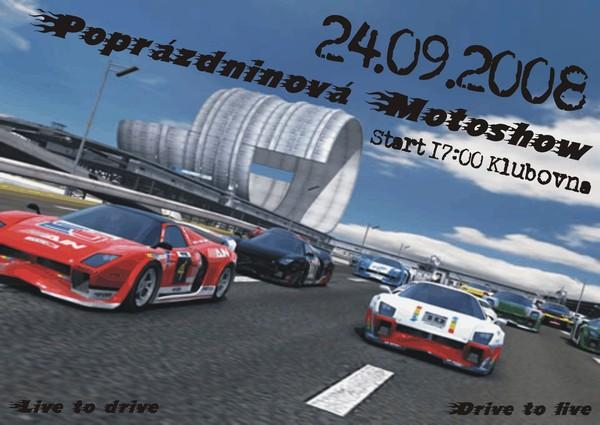 24.09.2008
Poprázdninová Motoshow
Start 17:00 Klubovna
Live to drive
Drive to live